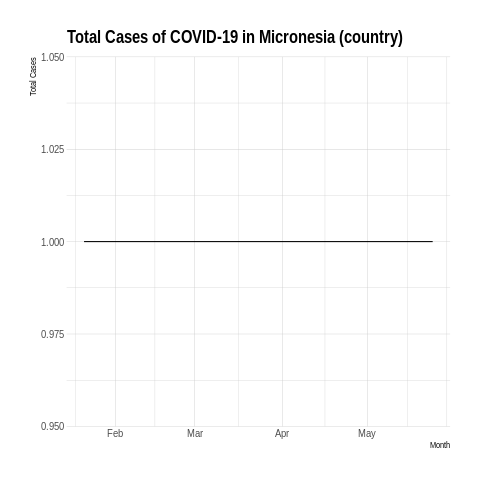 Total Cases of COVID-19 in Micronesia (country)
Total Cases
1.050
1.025
1.000
0.975
0.950
Feb Mar Apr May
Month